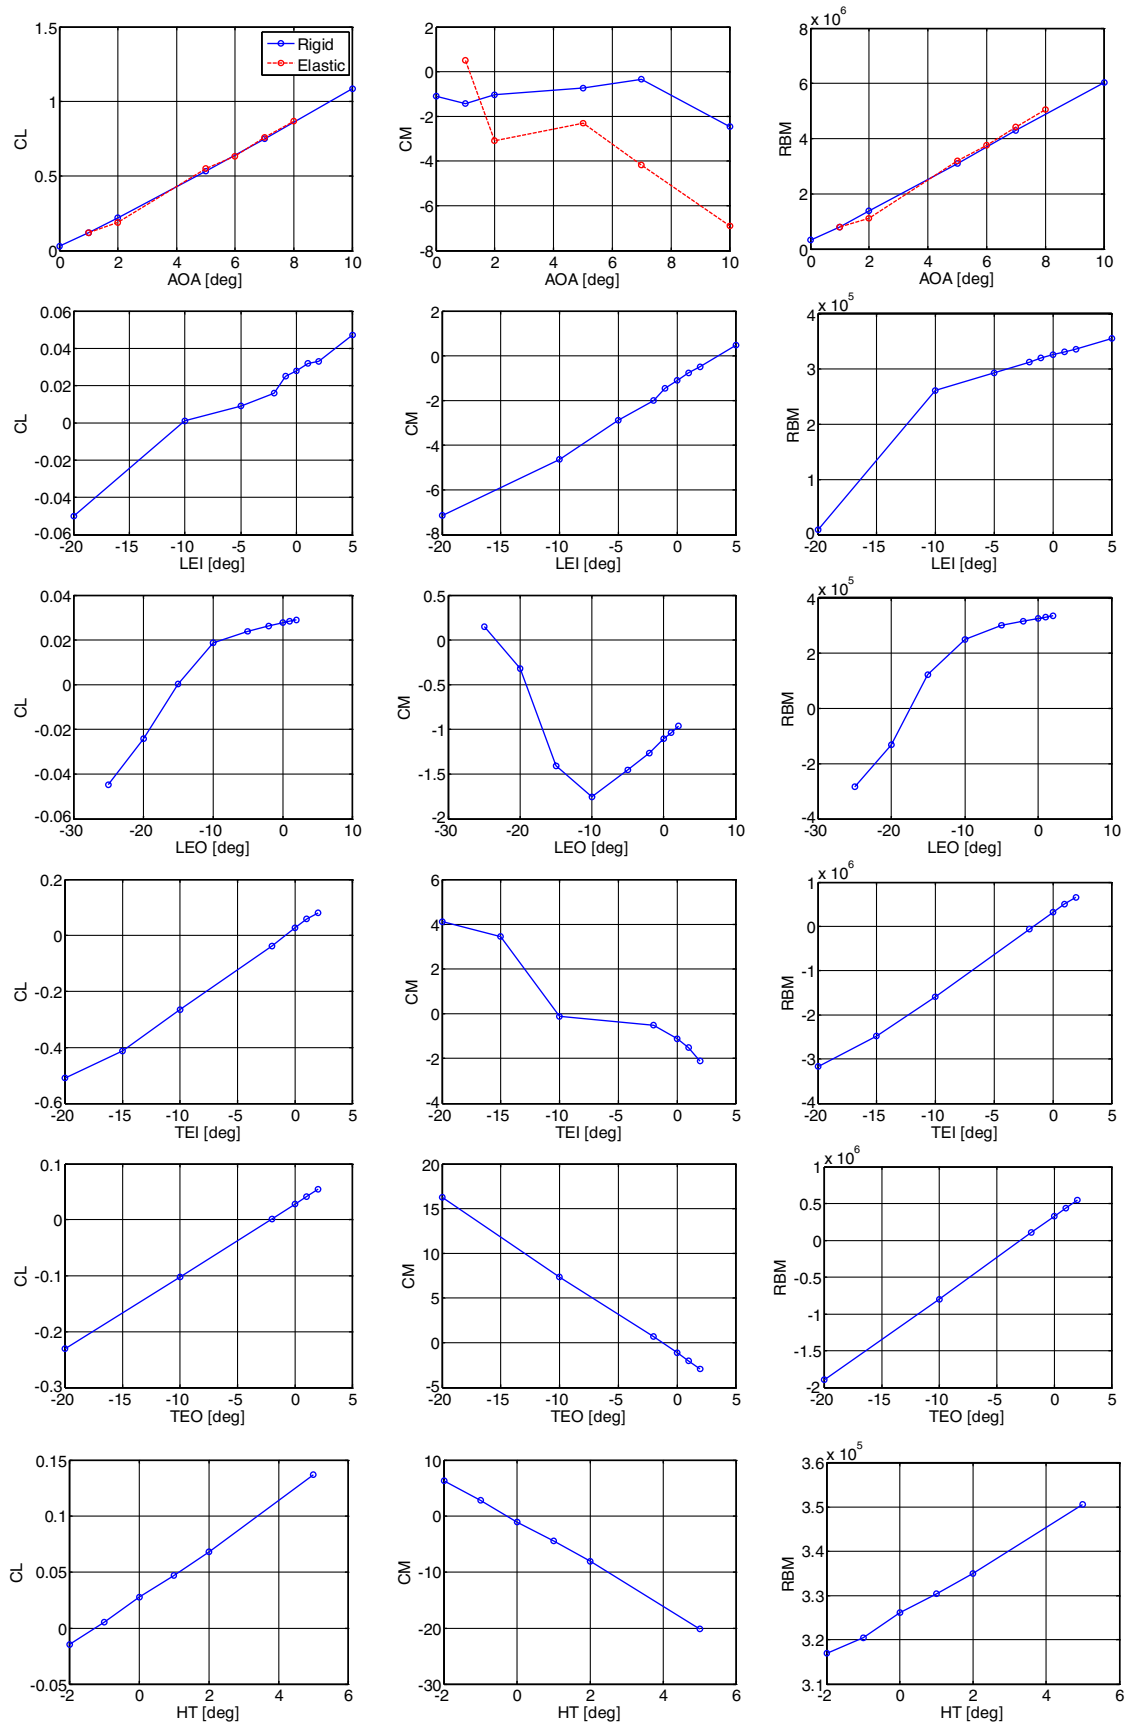 1.5
1
0.5
0
CL
Rigid
Elastic
0 2 4 6 8 10
AOA [deg]
2
0
-2
-4
-6
-8
CM
0 2 4 6 8 10
AOA [deg]
x 10^6
8
6
4
2
0
RBM
0 2 4 6 8 10
AOA [deg]
0.06
0.04
0.02
0
-0.02
-0.04
-0.06
CL
-20 -15 -10 -5 0 5
LEI [deg]
2
0
-2
-4
-6
-8
CM
-20 -15 -10 -5 0 5
LEI [deg]
x 10^5
4
3
2
1
0
RBM
-20 -15 -10 -5 0 5
LEI [deg]
0.04
0.02
0
-0.02
-0.04
-0.06
CL
-30 -20 -10 0 10
LEO [deg]
0.5
0
-0.5
-1
-1.5
-2
CM
-30 -20 -10 0 10
LEO [deg]
x 10^5
4
2
0
-2
-4
RBM
-30 -20 -10 0 10
LEO [deg]
0.2
0
-0.2
-0.4
-0.6
CL
-20 -15 -10 -5 0 5
TEI [deg]
6
4
2
0
-2
-4
CM
-20 -15 -10 -5 0 5
TEI [deg]
x 10^6
1
0
-1
-2
-3
-4
RBM
-20 -15 -10 -5 0 5
TEI [deg]
0.1
0
-0.1
-0.2
-0.3
CL
-20 -15 -10 -5 0 5
TEO [deg]
20
15
10
5
0
-5
CM
-20 -15 -10 -5 0 5
TEO [deg]
x 10^6
1
0.5
0
-0.5
-1
-1.5
-2
RBM
-20 -15 -10 -5 0 5
TEO [deg]
0.15
0.1
0.05
0
-0.05
CL
-2 0 2 4 6
HT [deg]
10
0
-10
-20
-30
CM
-2 0 2 4 6
HT [deg]
x 10^5
3.6
3.5
3.4
3.3
3.2
3.1
RBM
-2 0 2 4 6
HT [deg]